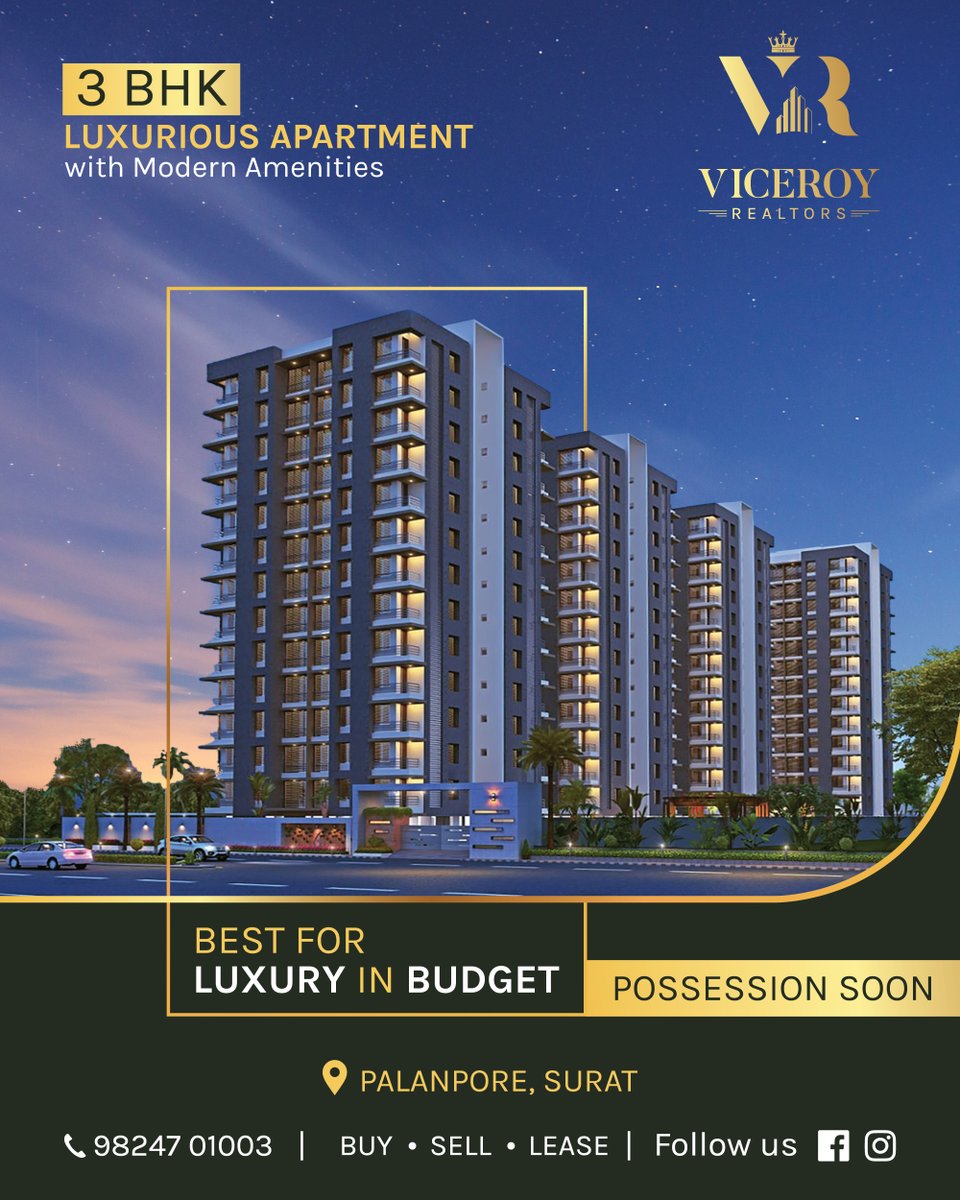 3 BHK
LUXURIOUS APARTMENT
with Modern Amenities
VR
VICEROY
REALTORS
BEST FOR
LUXURY IN BUDGET
POSSESSION SOON
PALANPORE, SURAT
98247 01003 | BUY • SELL • LEASE | Follow us